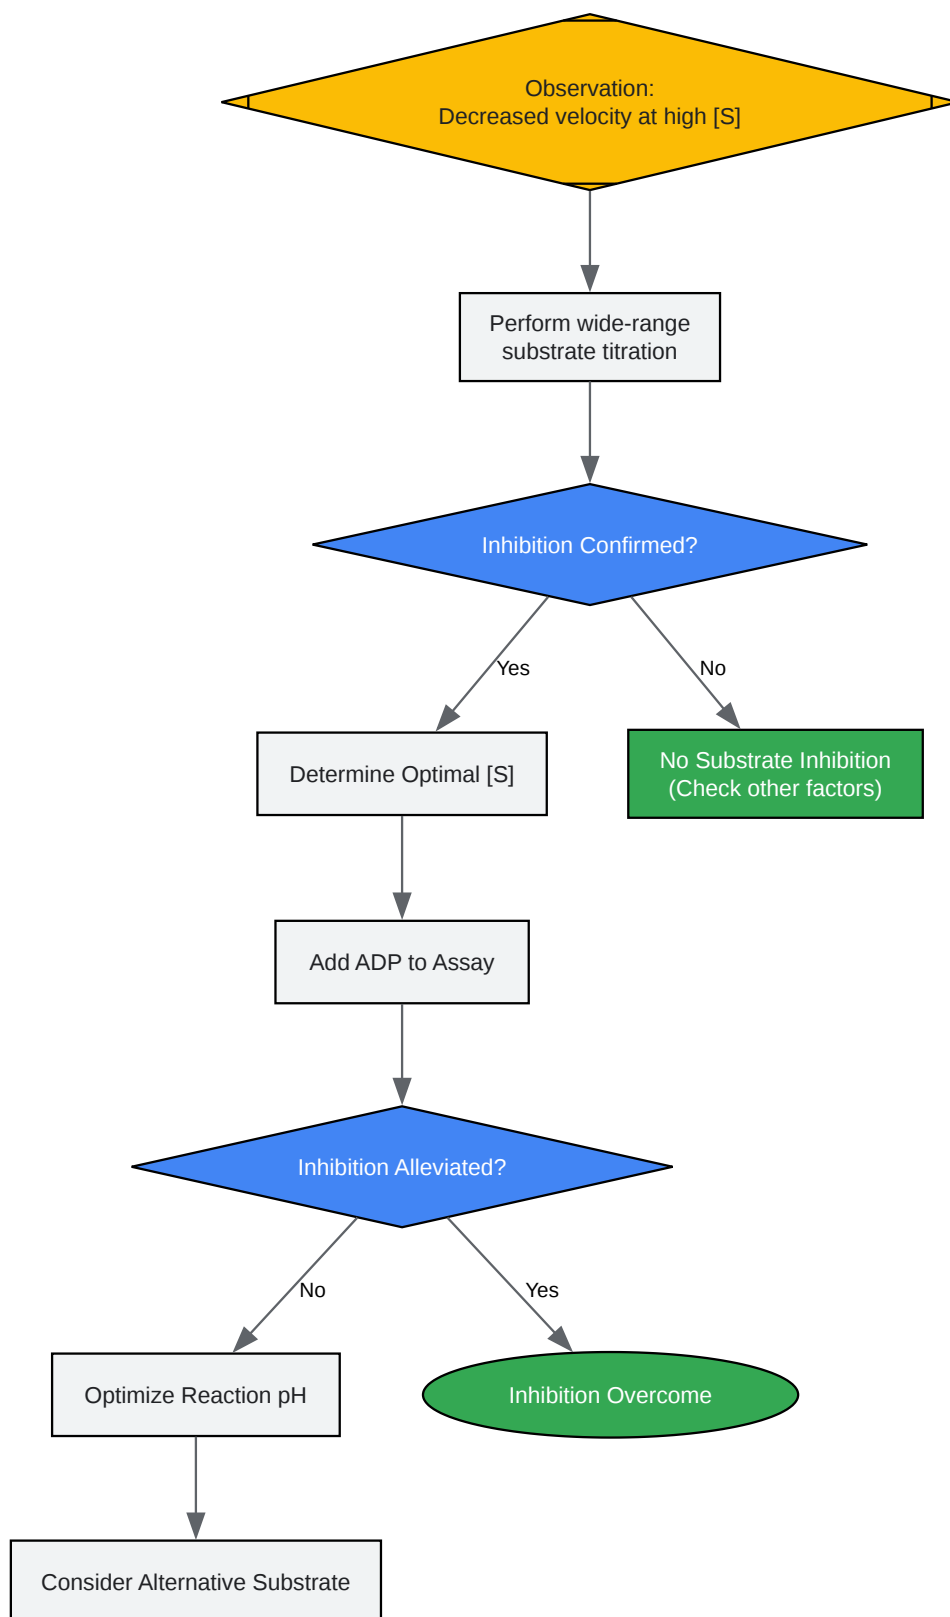 Observation:
Decreased velocity at high [S]
Perform wide-range
substrate titration
Inhibition Confirmed?
Yes
No
Determine Optimal [S]
No Substrate Inhibition
(Check other factors)
Add ADP to Assay
Inhibition Alleviated?
No
Yes
Optimize Reaction pH
Inhibition Overcome
Consider Alternative Substrate